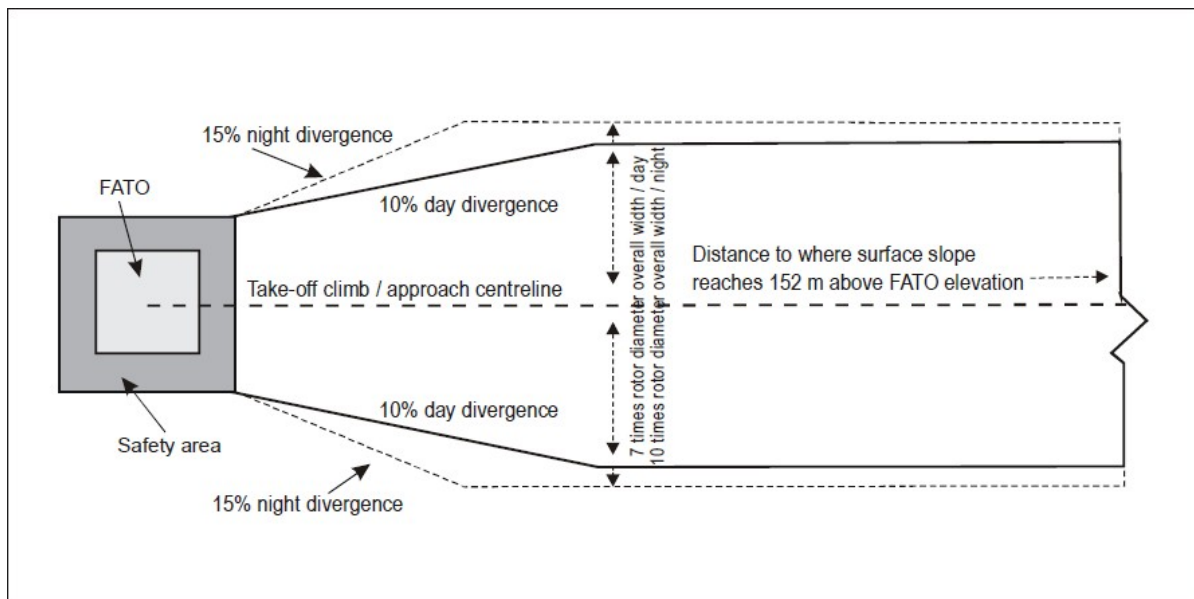 15% night divergence
FATO
10% day divergence
7 times rotor diameter overall width / day
10 times rotor diameter overall width / night
Distance to where surface slope
reaches 152 m above FATO elevation
Take-off climb / approach centreline
10% day divergence
Safety area
15% night divergence